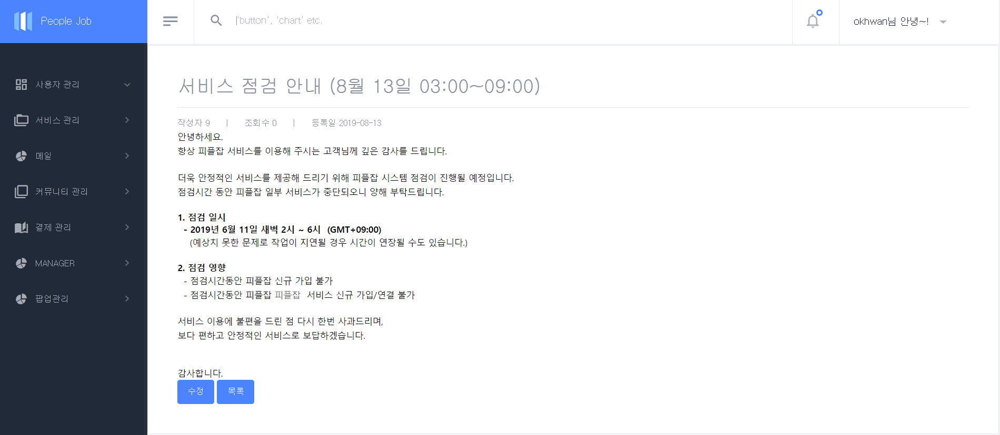 People Job
'button', 'chart' etc.
okhwan님 안녕~!
사용자 관리
서비스 관리
메일
커뮤니티 관리
결제 관리
MANAGER
팝업관리
서비스 점검 안내 (8월 13일 03:00~09:00)
작성자 9 | 조회수 0 | 등록일 2019-08-13
안녕하세요.
항상 피플잡 서비스를 이용해 주시는 고객님께 깊은 감사를 드립니다.
더욱 안정적인 서비스를 제공해 드리기 위해 피플잡 시스템 점검이 진행될 예정입니다.
점검시간 동안 피플잡 일부 서비스가 중단되오니 양해 부탁드립니다.
1. 점검 일시
- 2019년 6월 11일 새벽 2시 ~ 6시 (GMT+09:00)
(예상치 못한 문제로 작업이 지연될 경우 시간이 연장될 수도 있습니다.)
2. 점검 영향
- 점검시간동안 피플잡 신규 가입 불가
- 점검시간동안 피플잡 피플잡 서비스 신규 가입/연결 불가
서비스 이용에 불편을 드린 점 다시 한번 사과드리며,
보다 편하고 안정적인 서비스로 보답하겠습니다.
감사합니다.
수정 목록